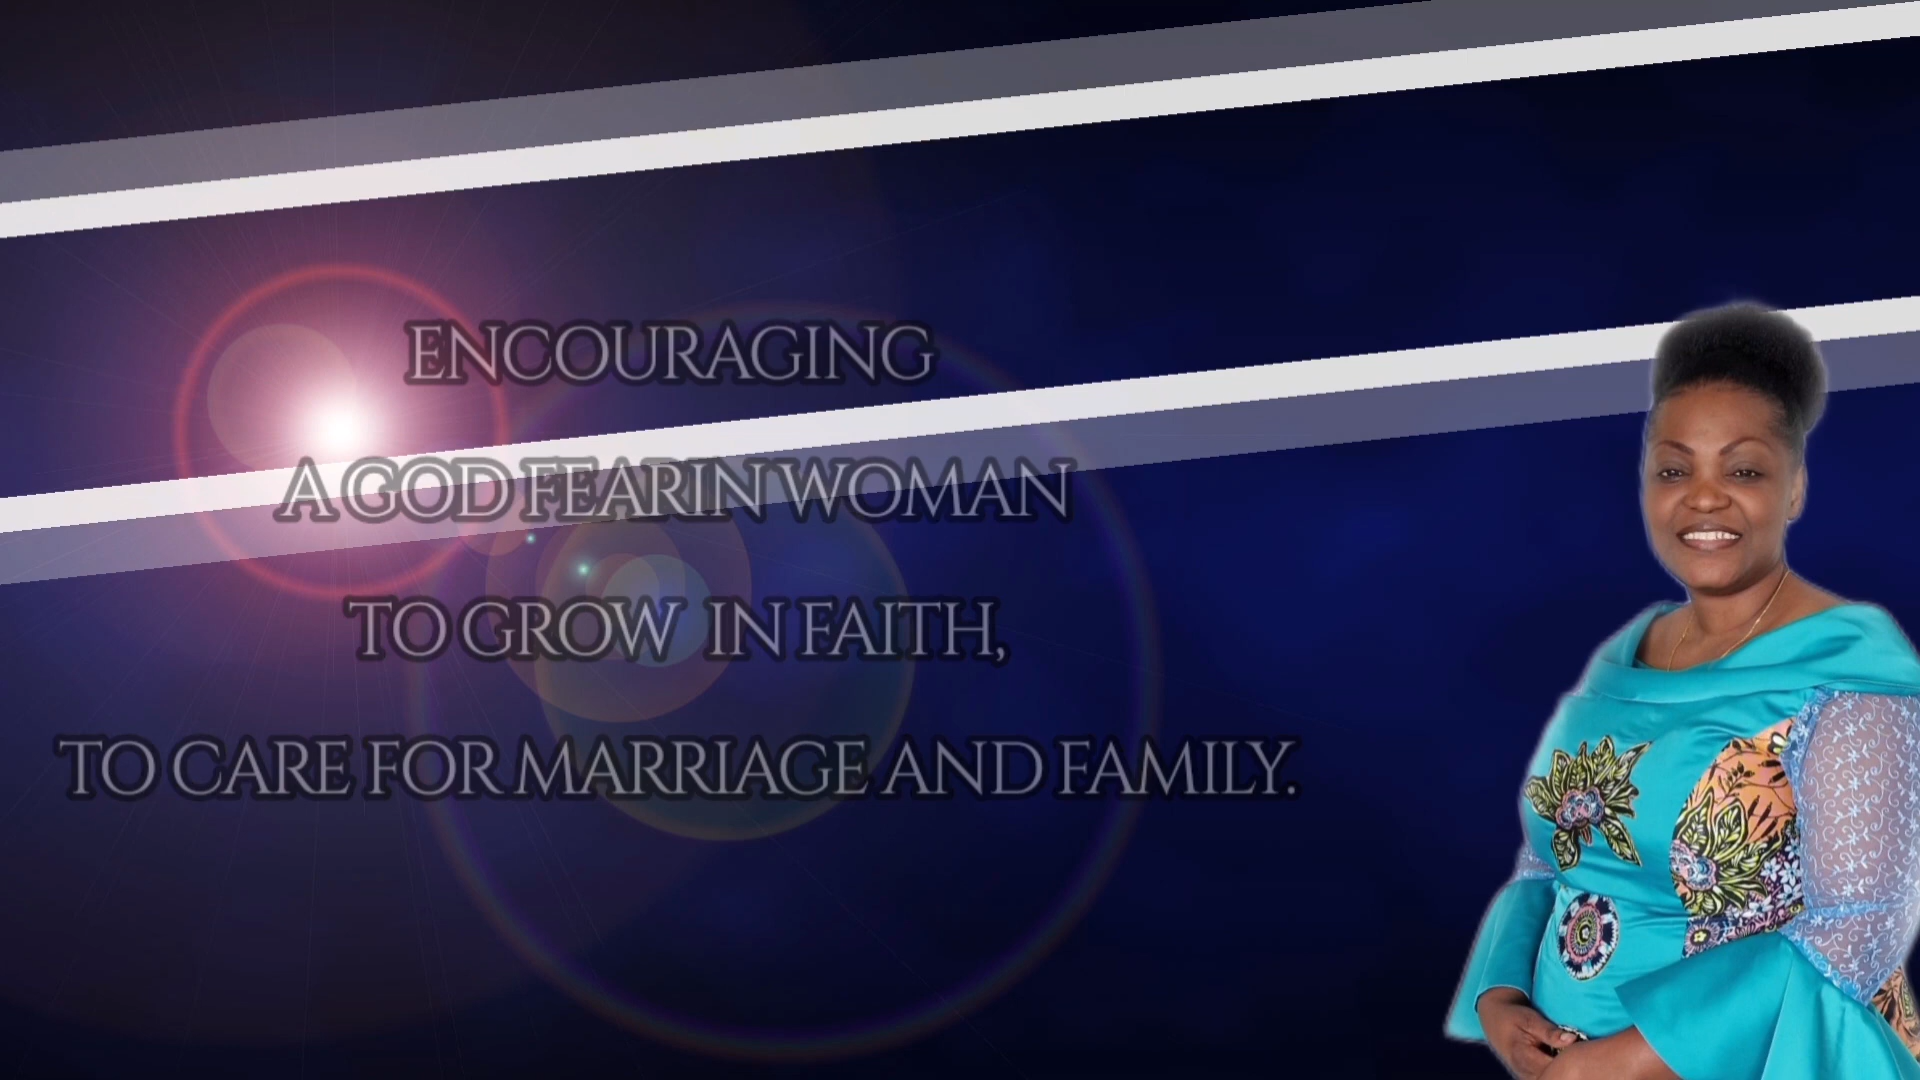 ENCOURAGING
A GOD FEARIN WOMAN
TO GROW IN FAITH,
TO CARE FOR MARRIAGE AND FAMILY.